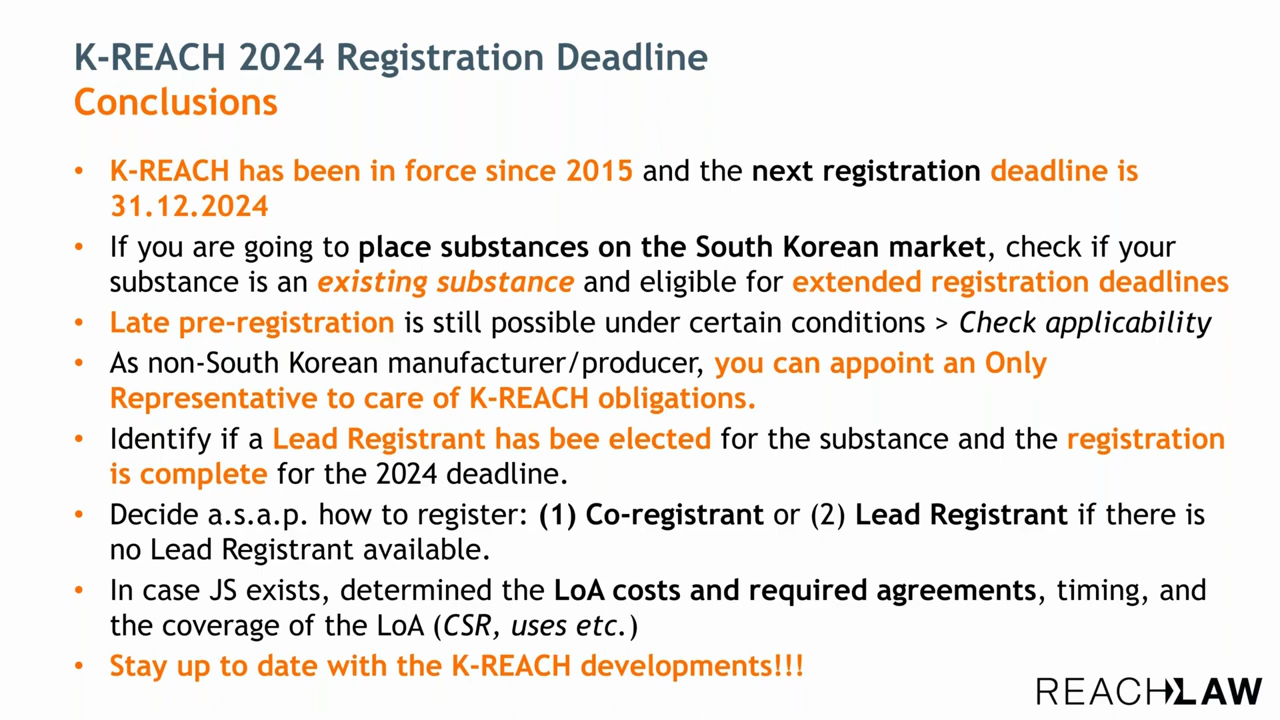 K-REACH 2024 Registration Deadline
Conclusions
• K-REACH has been in force since 2015 and the next registration deadline is
31.12.2024
• If you are going to place substances on the South Korean market, check if your
substance is an existing substance and eligible for extended registration deadlines
• Late pre-registration is still possible under certain conditions > Check applicability
• As non-South Korean manufacturer/producer, you can appoint an Only
Representative to care of K-REACH obligations.
• Identify if a Lead Registrant has bee elected for the substance and the registration
is complete for the 2024 deadline.
• Decide a.s.a.p. how to register: (1) Co-registrant or (2) Lead Registrant if there is
no Lead Registrant available.
• In case JS exists, determined the LoA costs and required agreements, timing, and
the coverage of the LoA (CSR, uses etc.)
• Stay up to date with the K-REACH developments!!!
REACHLAW